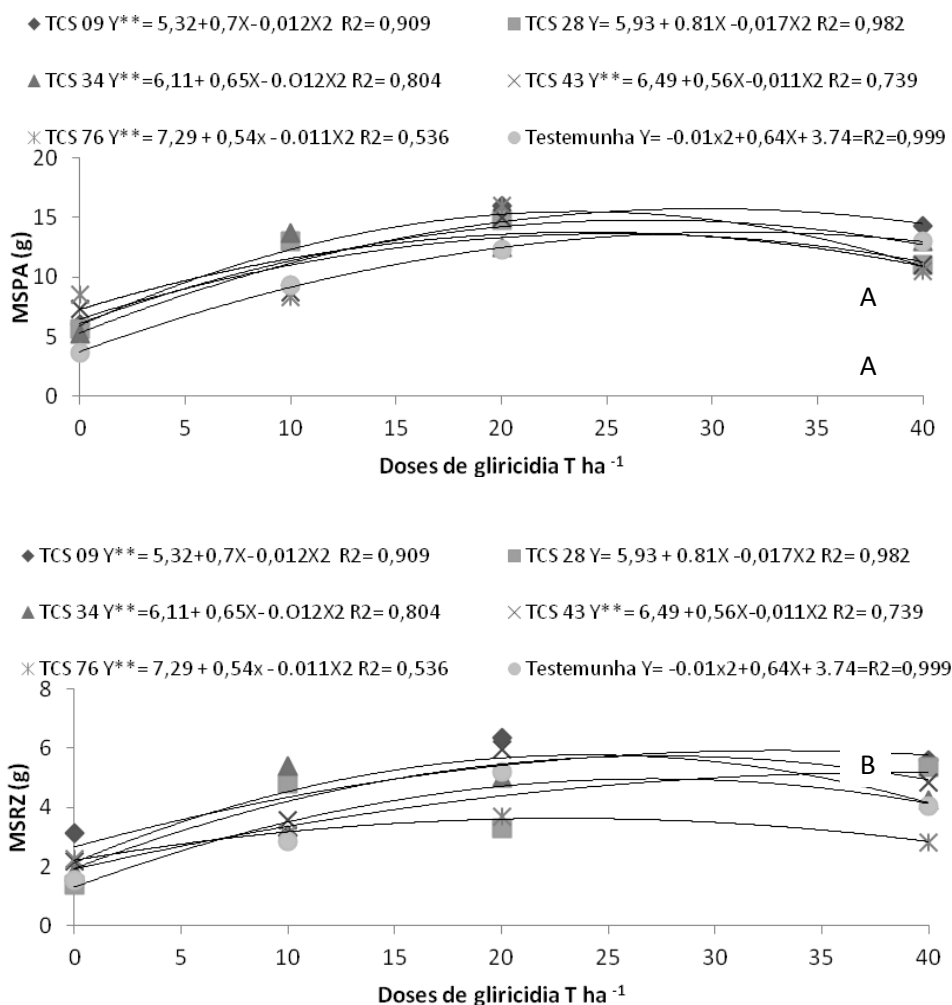 TCS 09 Y**= 5,32+0,7X-0,012X2 R2= 0,909
TCS 28 Y= 5,93 + 0.81X -0,017X2 R2= 0,982
TCS 34 Y**=6,11+ 0,65X- 0.O12X2 R2= 0,804
TCS 43 Y**= 6,49 +0,56X-0,011X2 R2= 0,739
TCS 76 Y**= 7,29 + 0,54x - 0.011X2 R2= 0,536
Testemunha Y= -0.01x2+0,64X+ 3.74=R2=0,999
20
15
10
5
0
MSPA (g)
A
A
0 5 10 15 20 25 30 35 40
Doses de gliricidia T ha -1
TCS 09 Y**= 5,32+0,7X-0,012X2 R2= 0,909
TCS 28 Y= 5,93 + 0.81X -0,017X2 R2= 0,982
TCS 34 Y**=6,11+ 0,65X- 0.O12X2 R2= 0,804
TCS 43 Y**= 6,49 +0,56X-0,011X2 R2= 0,739
TCS 76 Y**= 7,29 + 0,54x - 0.011X2 R2= 0,536
Testemunha Y= -0.01x2+0,64X+ 3.74=R2=0,999
8
6
4
2
0
MSRZ (g)
B
0 10 20 30 40
Doses de gliricidia T ha -1